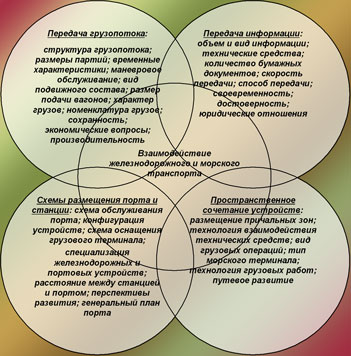 Передача грузопотока:
структура грузопотока;
размеры партий; временные
характеристики; маневровое
обслуживание; вид
подвижного состава; размер
подачи вагонов; характер
грузов; номенклатура грузов;
сохранность;
экономические вопросы;
производительность
Передача информации:
объем и вид информации;
технические средства;
количество бумажных
документов; скорость
передачи; способ передачи;
своевременность;
достоверность;
юридические отношения
Взаимодействие
железнодорожного и морского
транспорта
Схемы размещения порта и
станции: схема обслуживания
порта; конфигурация
устройств; схема оснащения
грузового терминала;
специализация
железнодорожных и
портовых устройств;
расстояние между станцией
и портом; перспективы
развития; генеральный план
порта
Пространственное
сочетание устройств:
размещение причальных зон;
технология взаимодействия
технических средств; вид
грузовых операций; тип
морского терминала;
технология грузовых работ;
путевое развитие